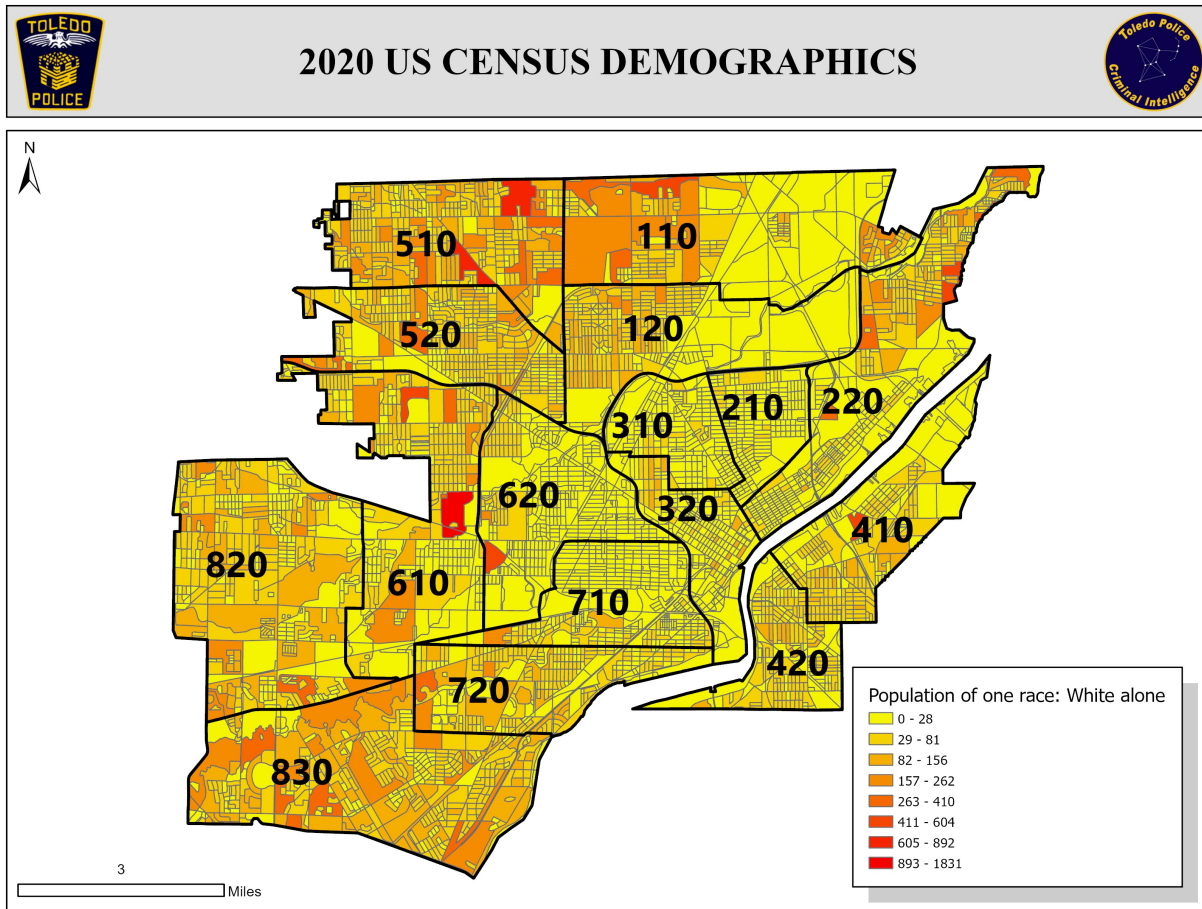 TOLEDO
POLICE
2020 US CENSUS DEMOGRAPHICS
Toledo Police
Criminal Intelligence
N
510
110
520
120
310
210
220
620
320
410
820
610
710
720
420
830
Population of one race: White alone
0 - 28
29 - 81
82 - 156
157 - 262
263 - 410
411 - 604
605 - 892
893 - 1831
3
Miles